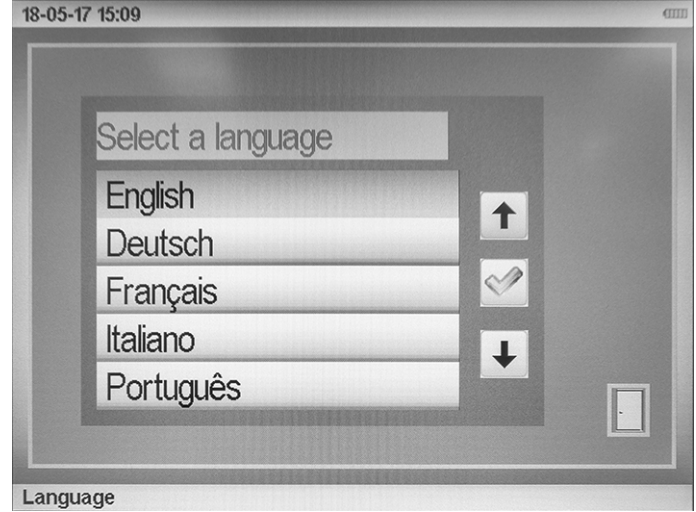 18-05-17 15:09
Select a language
English
Deutsch
Français
Italiano
Português
Language